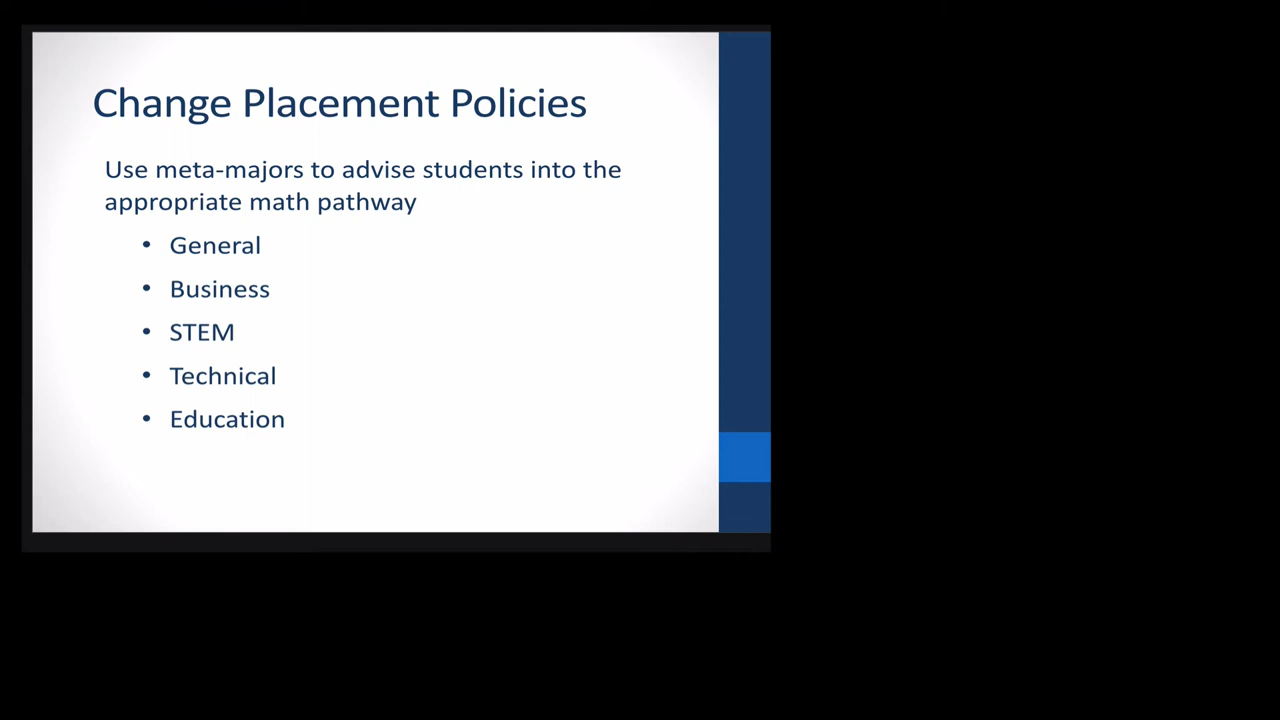 Change Placement Policies
Use meta-majors to advise students into the
appropriate math pathway
• General
• Business
• STEM
• Technical
• Education